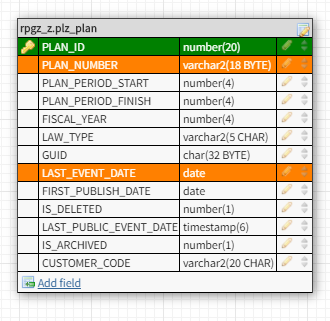 rpgz_z.plz_plan
PLAN_ID number(20)
PLAN_NUMBER varchar2(18 BYTE)
PLAN_PERIOD_START number(4)
PLAN_PERIOD_FINISH number(4)
FISCAL_YEAR number(4)
LAW_TYPE varchar2(5 CHAR)
GUID char(32 BYTE)
LAST_EVENT_DATE date
FIRST_PUBLISH_DATE date
IS_DELETED number(1)
LAST_PUBLIC_EVENT_DATE timestamp(6)
IS_ARCHIVED number(1)
CUSTOMER_CODE varchar2(20 CHAR)
Add field